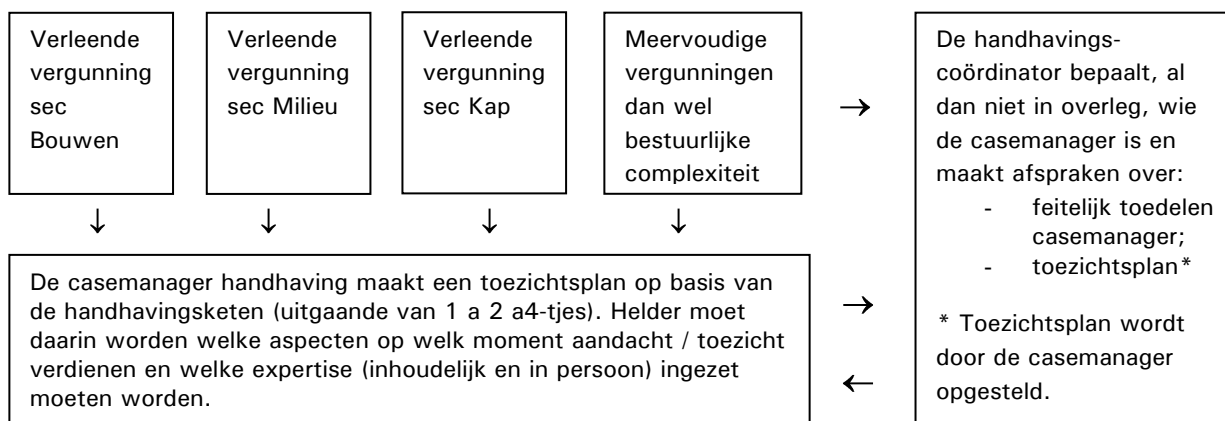 Verleende
vergunning
sec
Bouwen
Verleende
vergunning
sec Milieu
Verleende
vergunning
sec Kap
Meervoudige
vergunningen
dan wel
bestuurlijke
complexiteit
De handhavings-
coördinator bepaalt, al
dan niet in overleg, wie
de casemanager is en
maakt afspraken over:
- feitelijk toedelen
casemanager;
- toezichtsplan*
* Toezichtsplan wordt
door de casemanager
opgesteld.
De casemanager handhaving maakt een toezichtsplan op basis van
de handhavingsketen (uitgaande van 1 a 2 a4-tjes). Helder moet
daarin worden welke aspecten op welk moment aandacht / toezicht
verdienen en welke expertise (inhoudelijk en in persoon) ingezet
moeten worden.